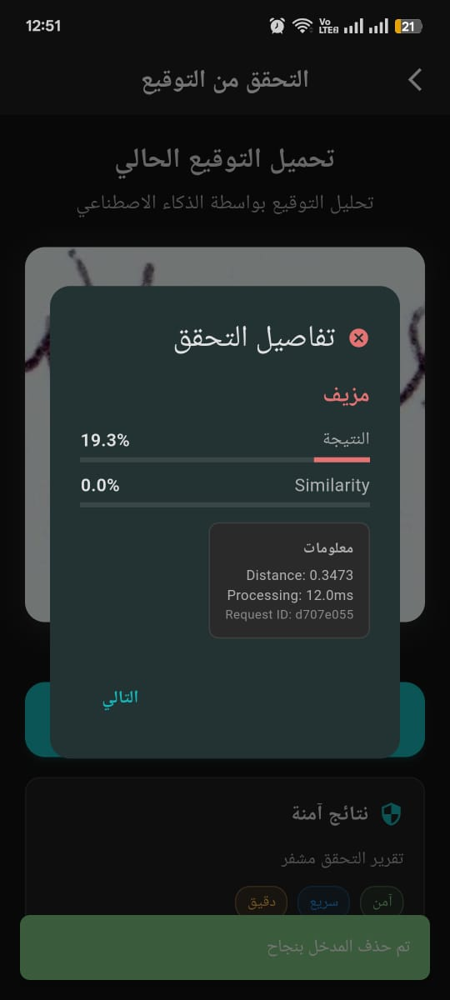 12:51
Vo
LTE2
21
التحقق من التوقيع
تحميل التوقيع الحالي
تحليل التوقيع بواسطة الذكاء الاصطناعي
تفاصيل التحقق
مزيف
النتيجة 19.3%
Similarity 0.0%
معلومات
Distance: 0.3473
Processing: 12.0ms
Request ID: d707e055
التالي
نتائج آمنة
تقرير التحقق مشفر
آمن سريع دقيق
تم حذف المدخل بنجاح